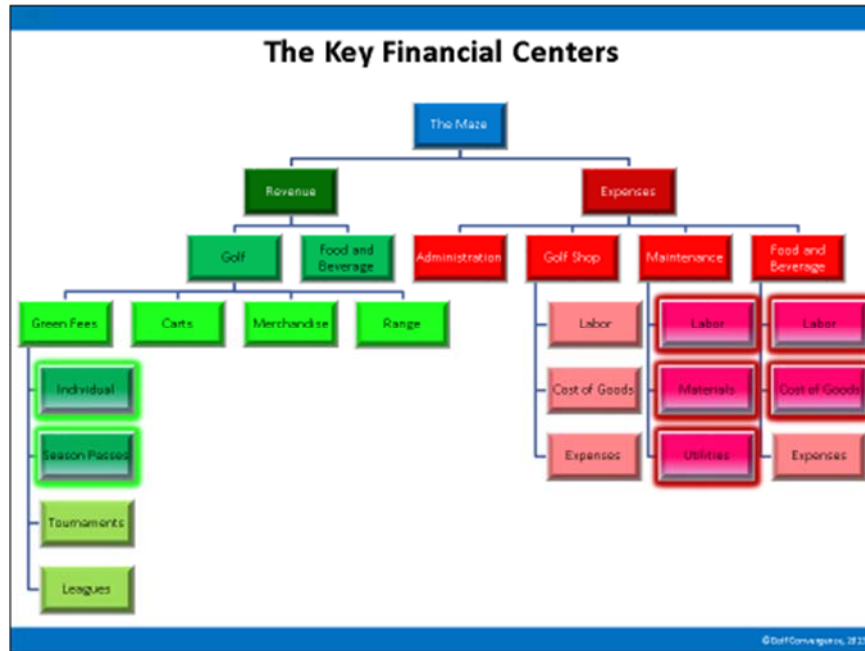 The Key Financial Centers
The Maze
Revenue
Expenses
Golf
Food and
Beverage
Administration
Golf Shop
Maintenance
Food and
Beverage
Green Fees
Carts
Merchandise
Range
Labor
Labor
Labor
Individual
Cost of Goods
Materials
Cost of Goods
Season Passes
Expenses
Utilities
Expenses
Tournaments
Leagues
©Golf Convergence,